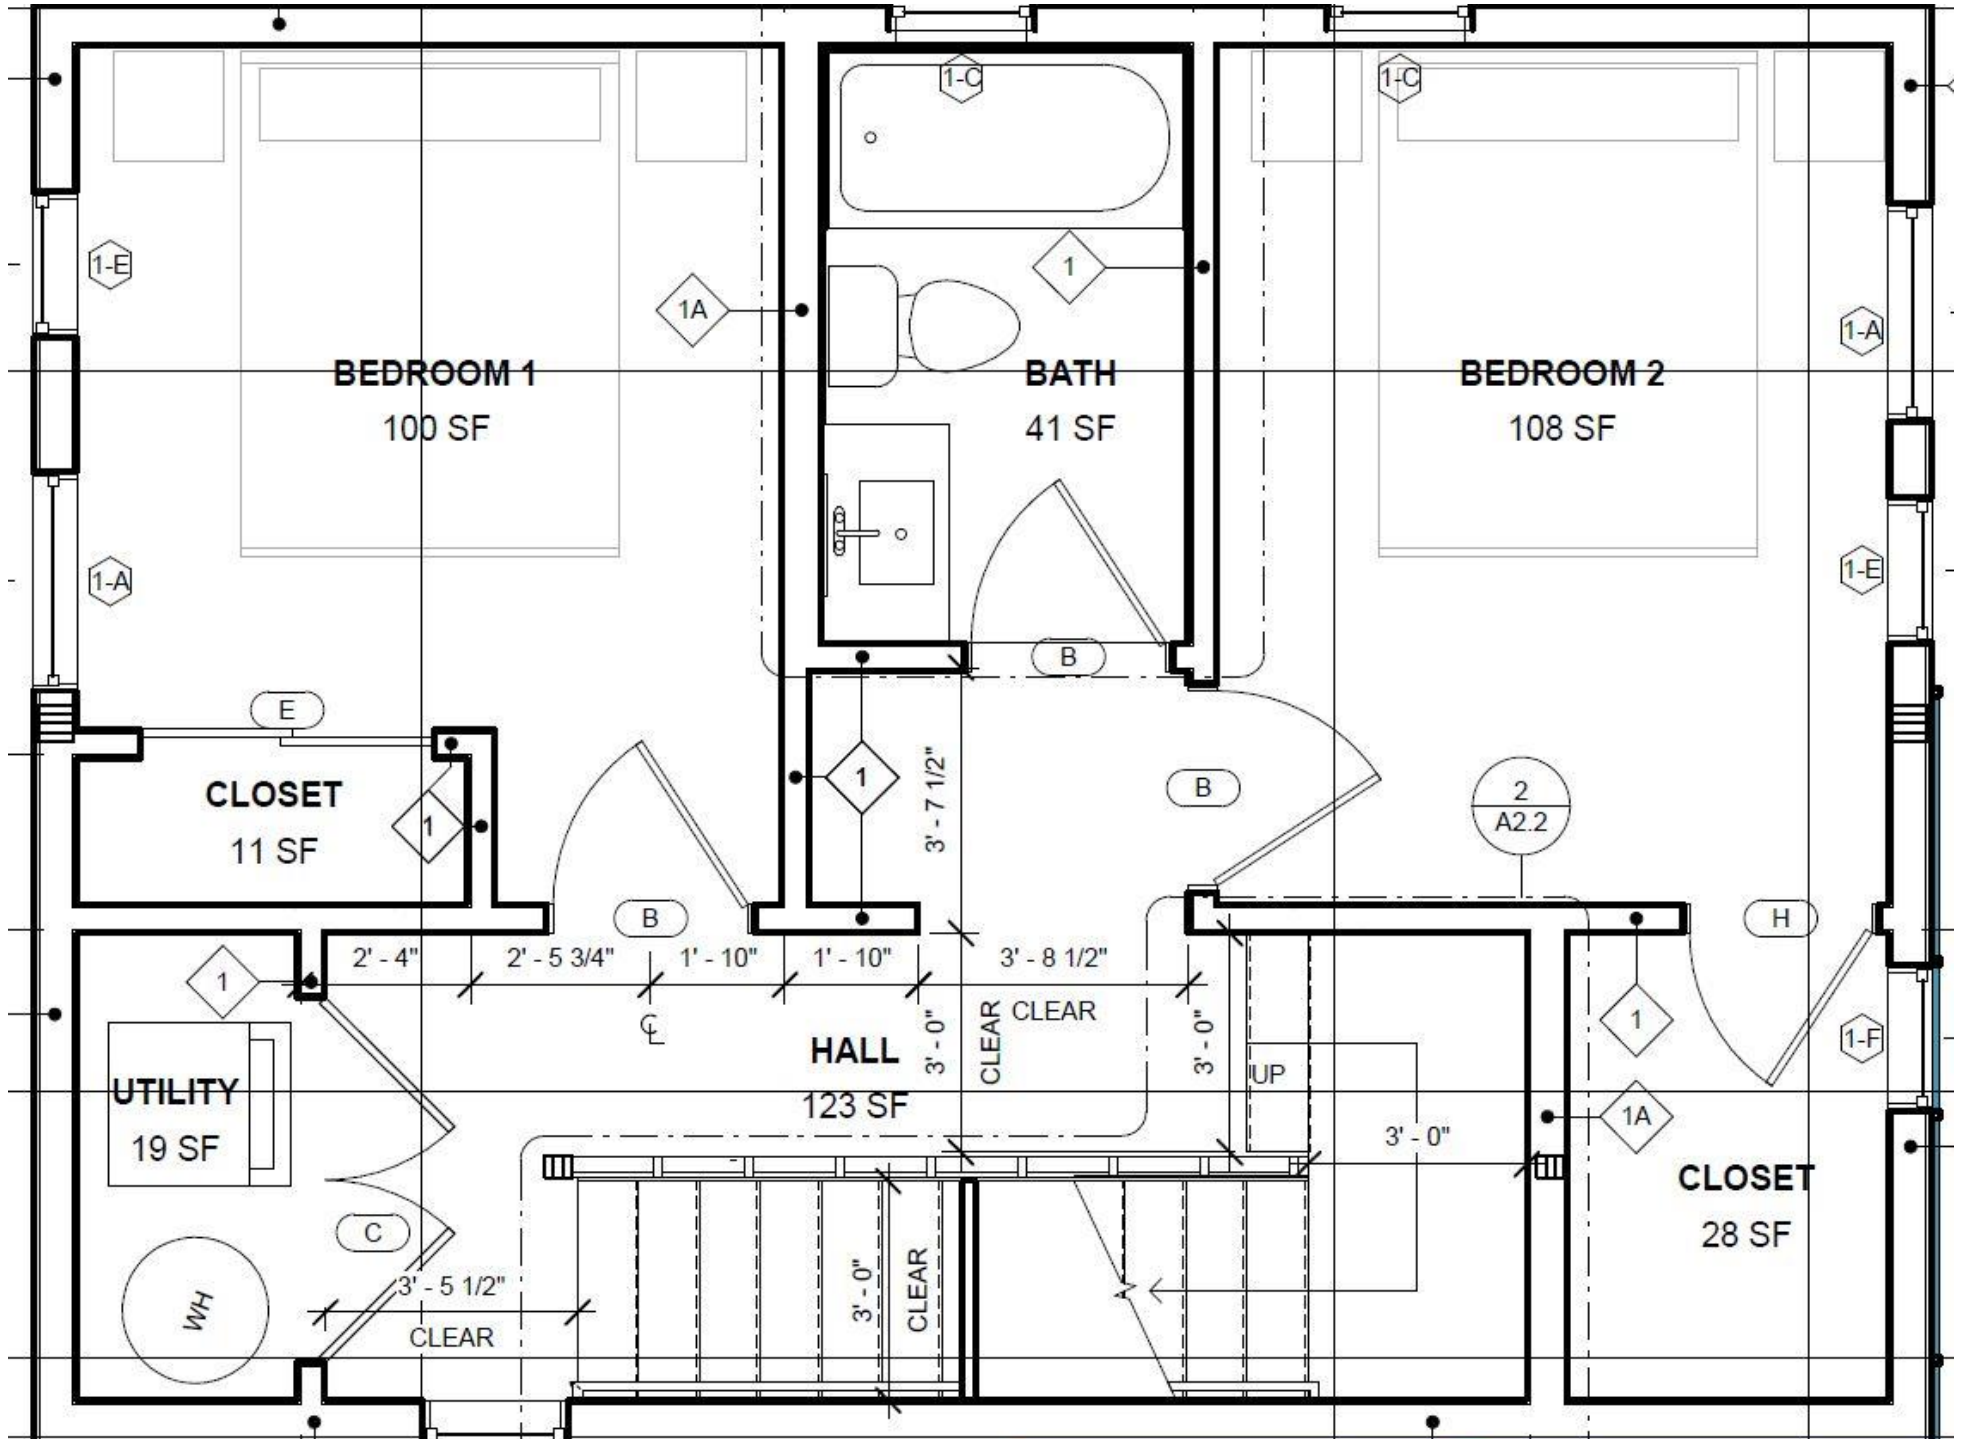 1-C
1-C
1-E
1
1A
1-A
BEDROOM 1
100 SF
BATH
41 SF
BEDROOM 2
108 SF
1-A
1-E
B
E
CLOSET
11 SF
1
1
3' - 7 1/2"
B
2
A2.2
B
H
1
2' - 4"
2' - 5 3/4"
1' - 10"
1' - 10"
3' - 8 1/2"
CLEAR
℄
3' - 0"
CLEAR
3' - 0"
1
1-F
HALL
123 SF
UP
UTILITY
19 SF
1A
3' - 0"
CLOSET
28 SF
C
WH
3' - 5 1/2"
CLEAR
3' - 0"
CLEAR